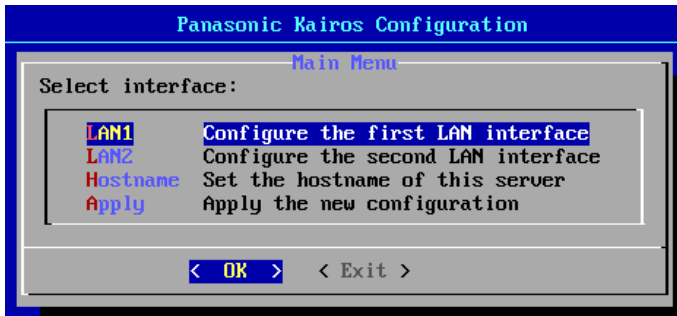 Panasonic Kairos Configuration
Main Menu
Select interface:
LAN1 Configure the first LAN interface
LAN2 Configure the second LAN interface
Hostname Set the hostname of this server
Apply Apply the new configuration
< OK > < Exit >